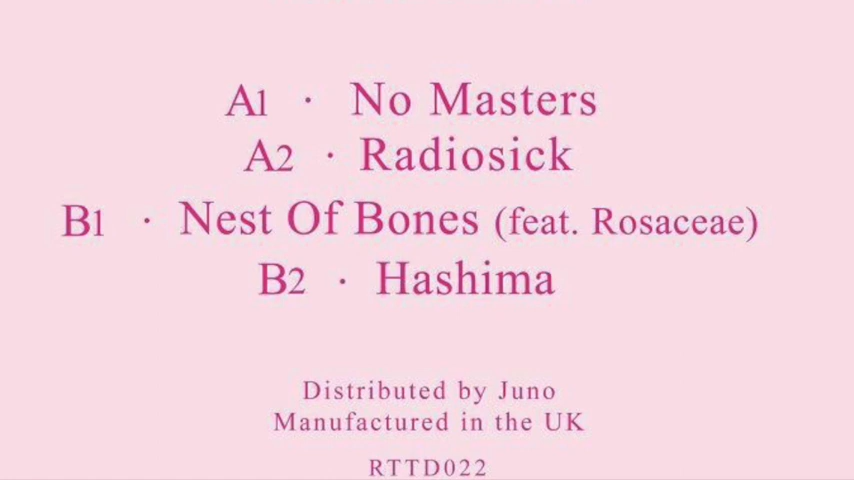 A1 · No Masters
A2 · Radiosick
B1 · Nest Of Bones (feat. Rosaceae)
B2 · Hashima
Distributed by Juno
Manufactured in the UK
RTTD022